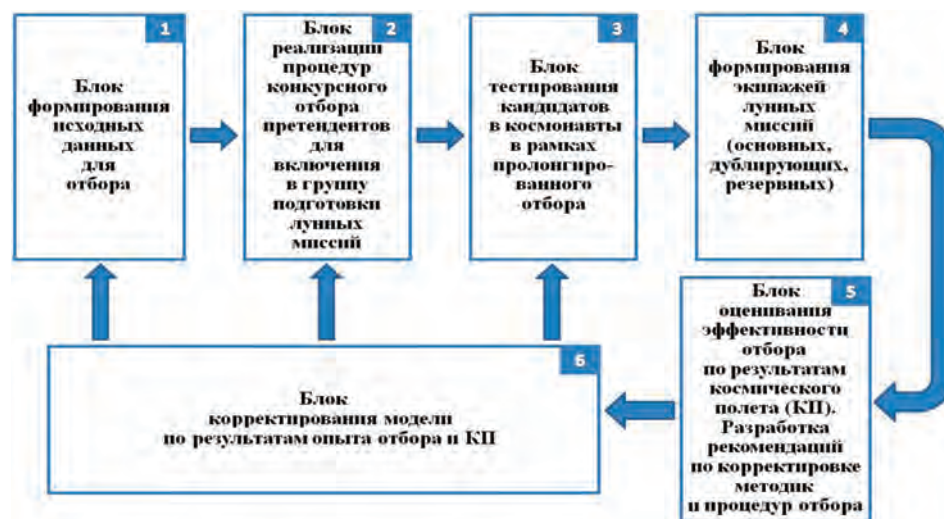 1
Блок
формирования
исходных
данных
для
отбора
2
Блок
реализации
процедур
конкурсного
отбора
претендентов
для
включения
в группу
подготовки
лунных
миссий
3
Блок
тестирования
кандидатов
в космонавты
в рамках
пролонгиро-
ванного
отбора
4
Блок
формирования
экипажей
лунных
миссий
(основных,
дублирующих,
резервных)
5
Блок
оценивания
эффективности
отбора
по результатам
космического
полета (КП).
Разработка
рекомендаций
по корректировке
методик
и процедур отбора
6
Блок
корректирования модели
по результатам опыта отбора и КП